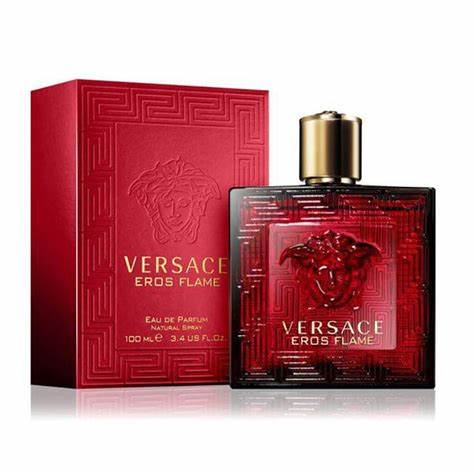 VERSACE
EROS FLAME
EAU DE PARFUM
NATURAL SPRAY
100 ML ℮ 3.4 US FL.OZ.
VERSACE
EROS FLAME